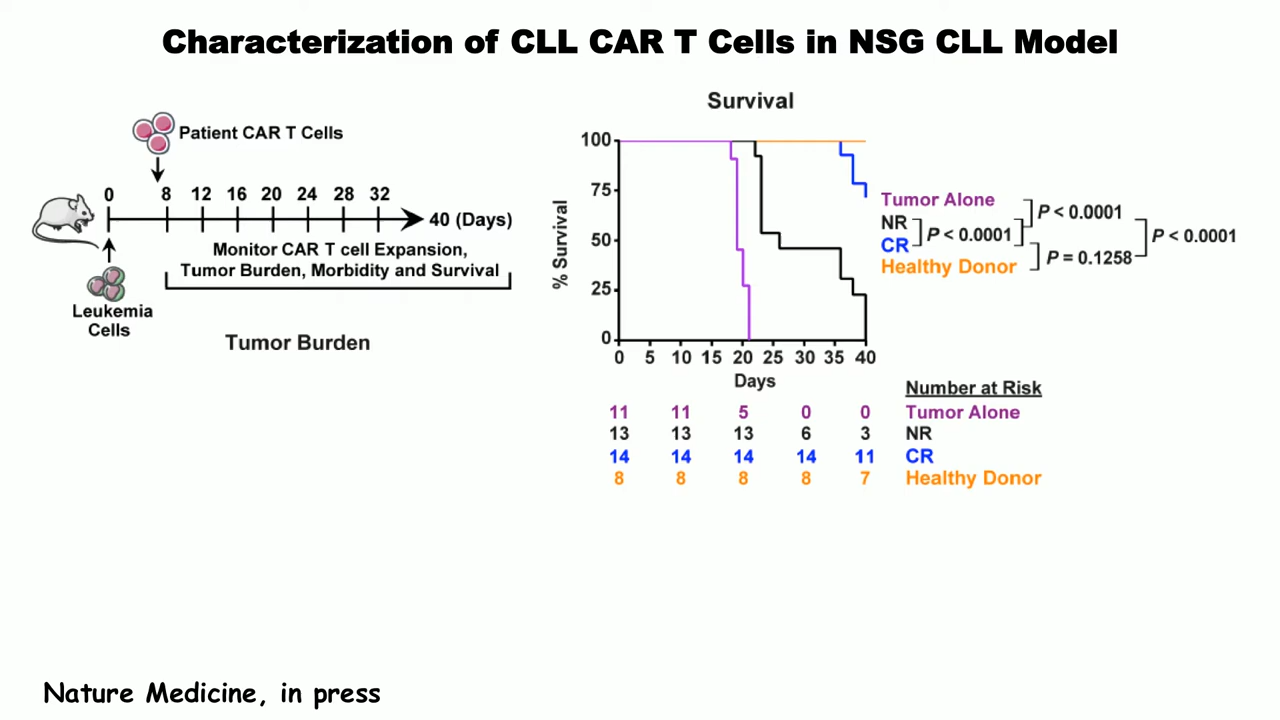 Characterization of CLL CAR T Cells in NSG CLL Model
Patient CAR T Cells
0 8 12 16 20 24 28 32
40 (Days)
Monitor CAR T cell Expansion,
Tumor Burden, Morbidity and Survival
Leukemia
Cells
Tumor Burden
Survival
% Survival
100
75
50
25
0
0 5 10 15 20 25 30 35 40
Days
Tumor Alone
NR
CR
Healthy Donor
P < 0.0001
P < 0.0001
P = 0.1258
P < 0.0001
Number at Risk
11 11 5 0 0 Tumor Alone
13 13 13 6 3 NR
14 14 14 14 11 CR
8 8 8 8 7 Healthy Donor
Nature Medicine, in press